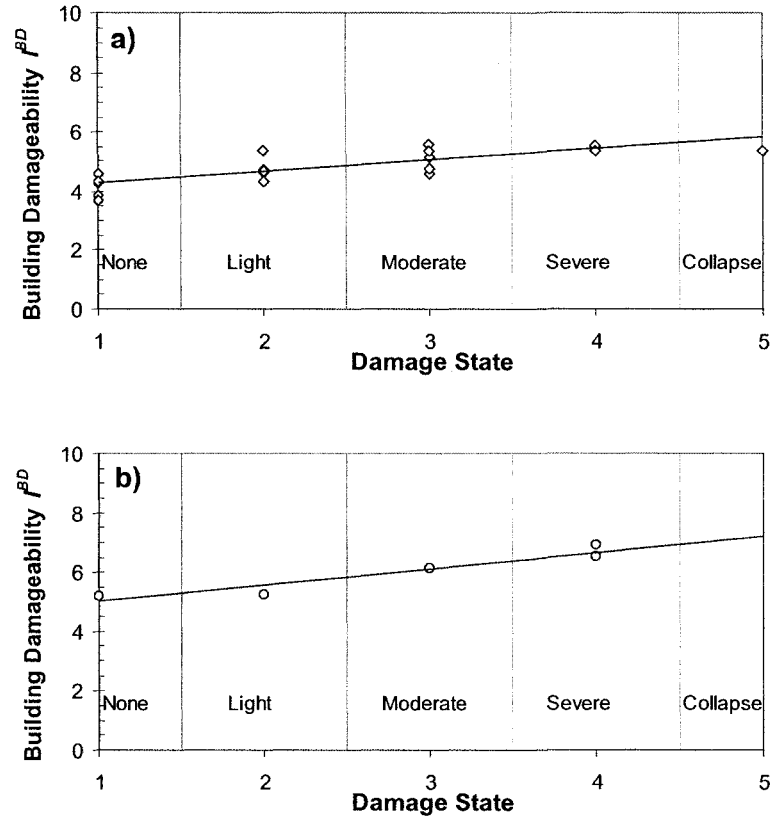 a)
Building Damageability I^BD
10
8
6
4
2
0
None Light Moderate Severe Collapse
1 2 3 4 5
Damage State
b)
Building Damageability I^BD
10
8
6
4
2
0
None Light Moderate Severe Collapse
1 2 3 4 5
Damage State